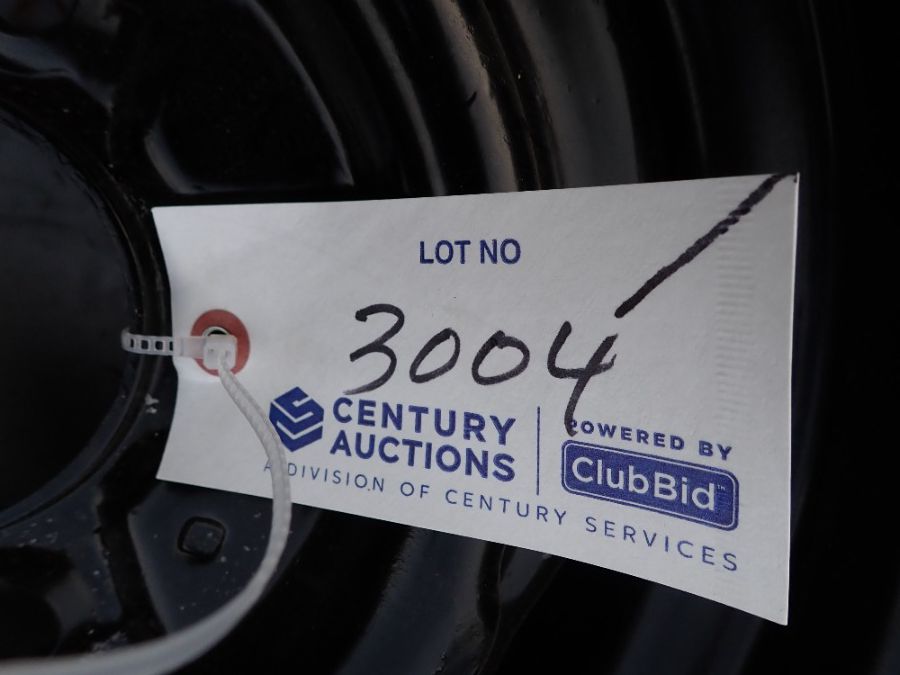 LOT NO
3004
CENTURY AUCTIONS
POWERED BY
ClubBid™
A DIVISION OF CENTURY SERVICES